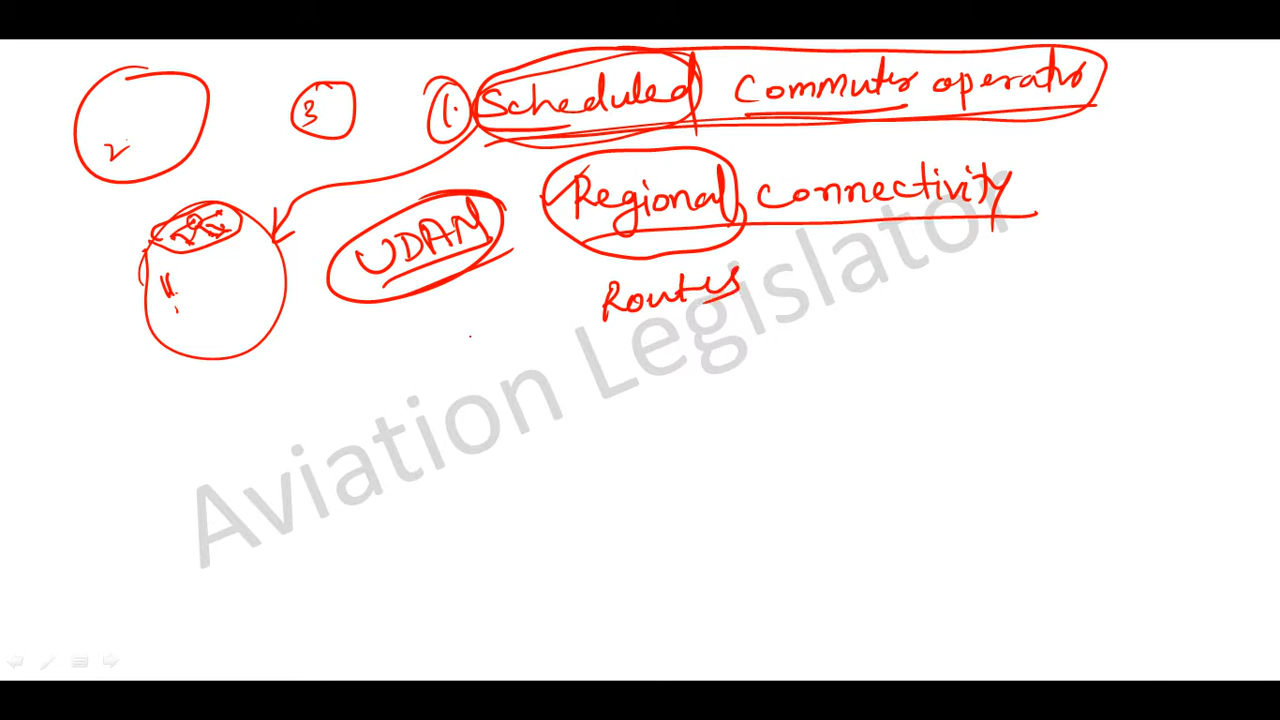 3 1. Scheduled Commuter operator
2
UDAN Regional Connectivity
Routes
Aviation Legislator